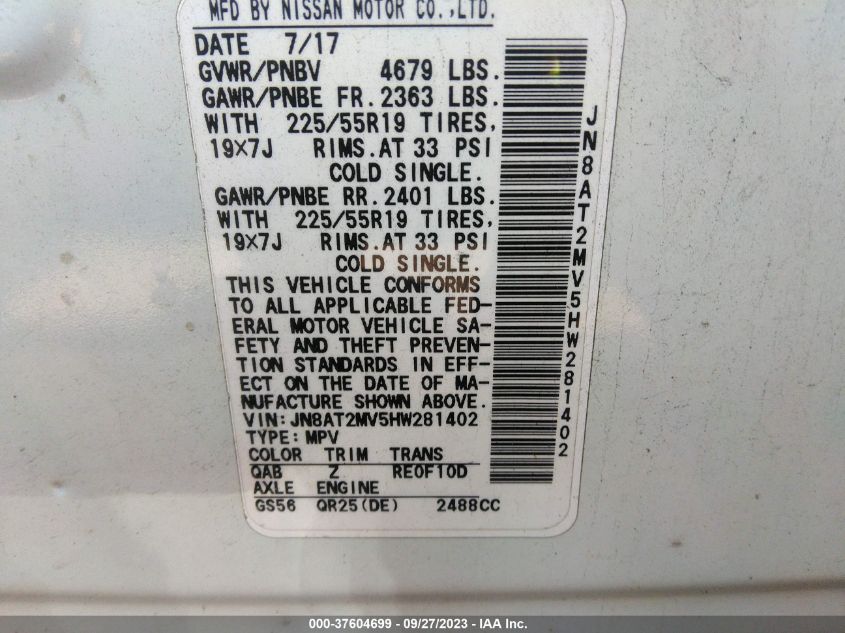 MFD BY NISSAN MOTOR CO.,LTD.
DATE 7/17
GVWR/PNBV 4679 LBS.
GAWR/PNBE FR. 2363 LBS.
WITH 225/55R19 TIRES,
19×7J RIMS.AT 33 PSI
COLD SINGLE.
GAWR/PNBE RR. 2401 LBS.
WITH 225/55R19 TIRES,
19×7J RIMS.AT 33 PSI
COLD SINGLE.
THIS VEHICLE CONFORMS
TO ALL APPLICABLE FED-
ERAL MOTOR VEHICLE SA-
FETY AND THEFT PREVEN-
TION STANDARDS IN EFF-
ECT ON THE DATE OF MA-
NUFACTURE SHOWN ABOVE.
VIN: JN8AT2MV5HW281402
TYPE: MPV
COLOR TRIM TRANS
QAB Z RE0F10D
AXLE ENGINE
GS56 QR25(DE) 2488CC
JN8AT2MV5HW281402
000-37604699 - 09/27/2023 - IAA Inc.